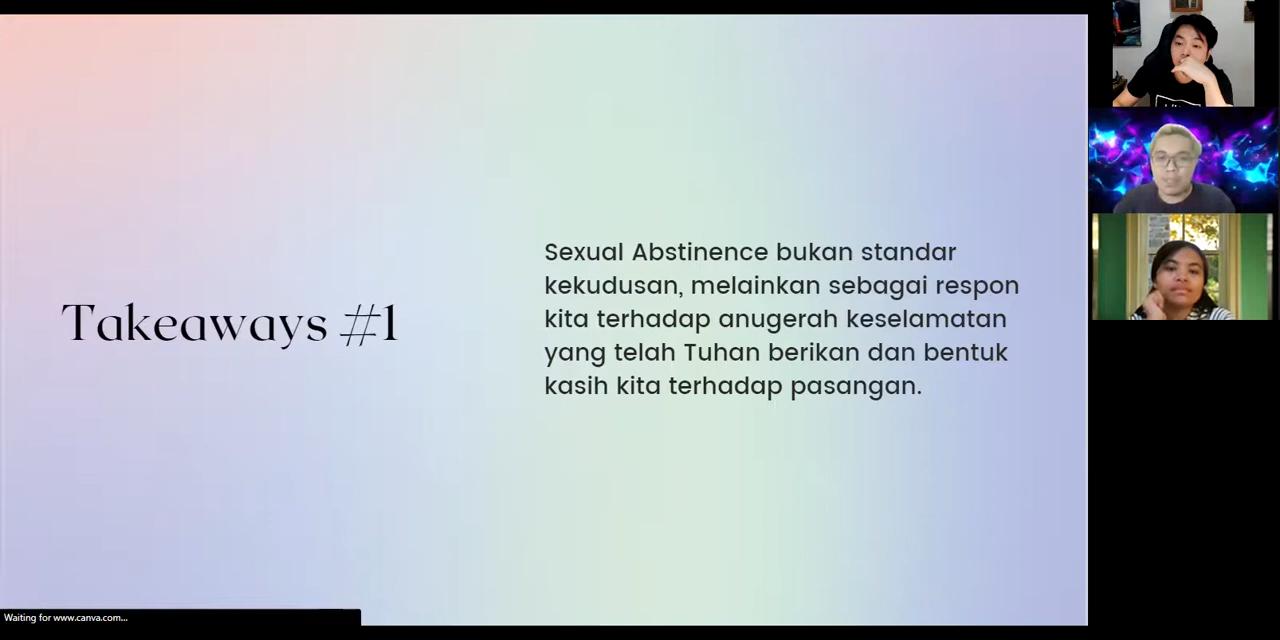 Takeaways #1
Sexual Abstinence bukan standar
kekudusan, melainkan sebagai respon
kita terhadap anugerah keselamatan
yang telah Tuhan berikan dan bentuk
kasih kita terhadap pasangan.
Waiting for www.canva.com...